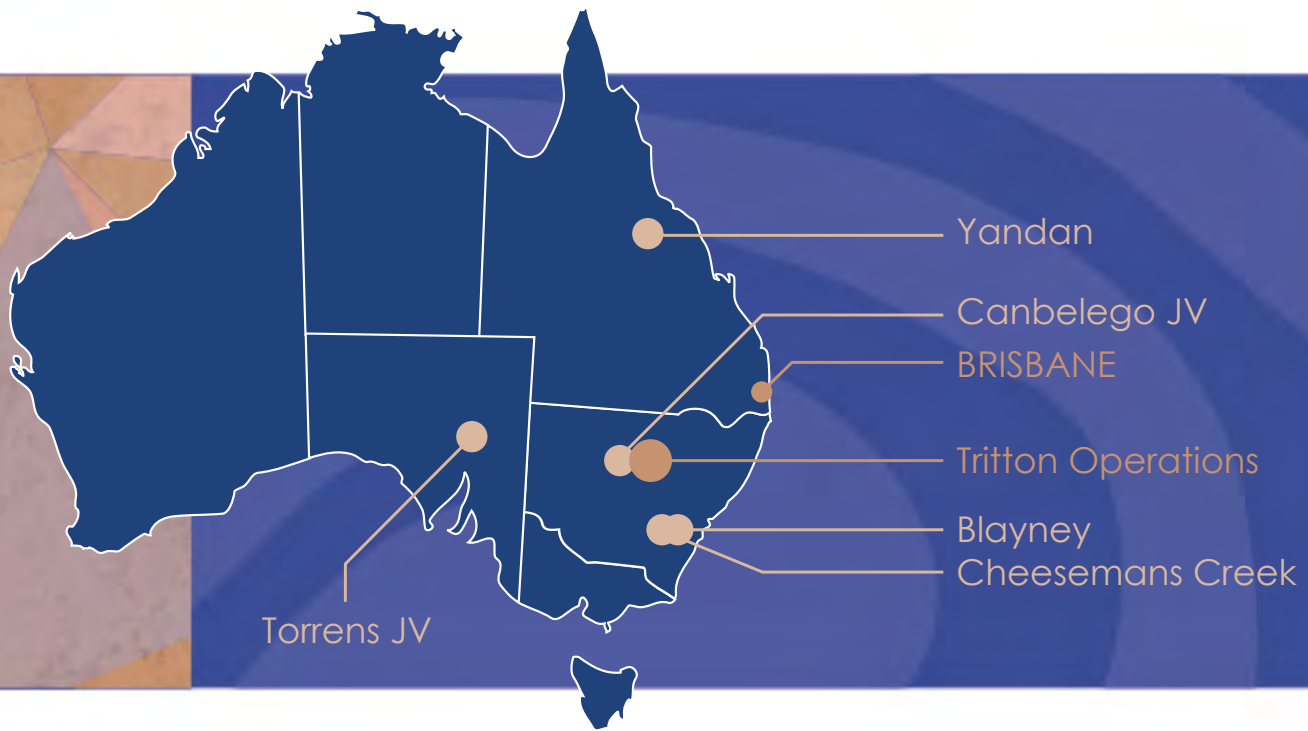 Yandan
Canbelego JV
BRISBANE
Tritton Operations
Blayney
Cheesemans Creek
Torrens JV